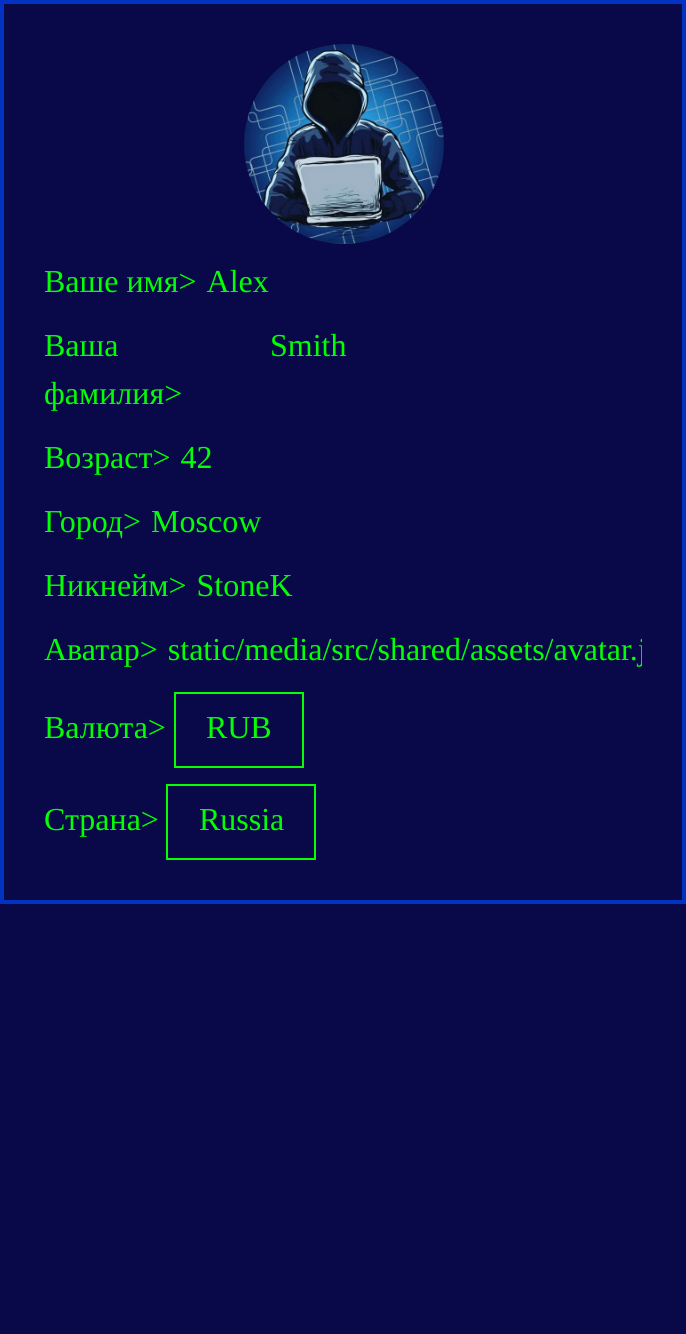 Ваше имя> Alex
Ваша Smith
фамилия>
Возраст> 42
Город> Moscow
Никнейм> StoneK
Аватар> static/media/src/shared/assets/avatar.j
Валюта> RUB
Страна> Russia